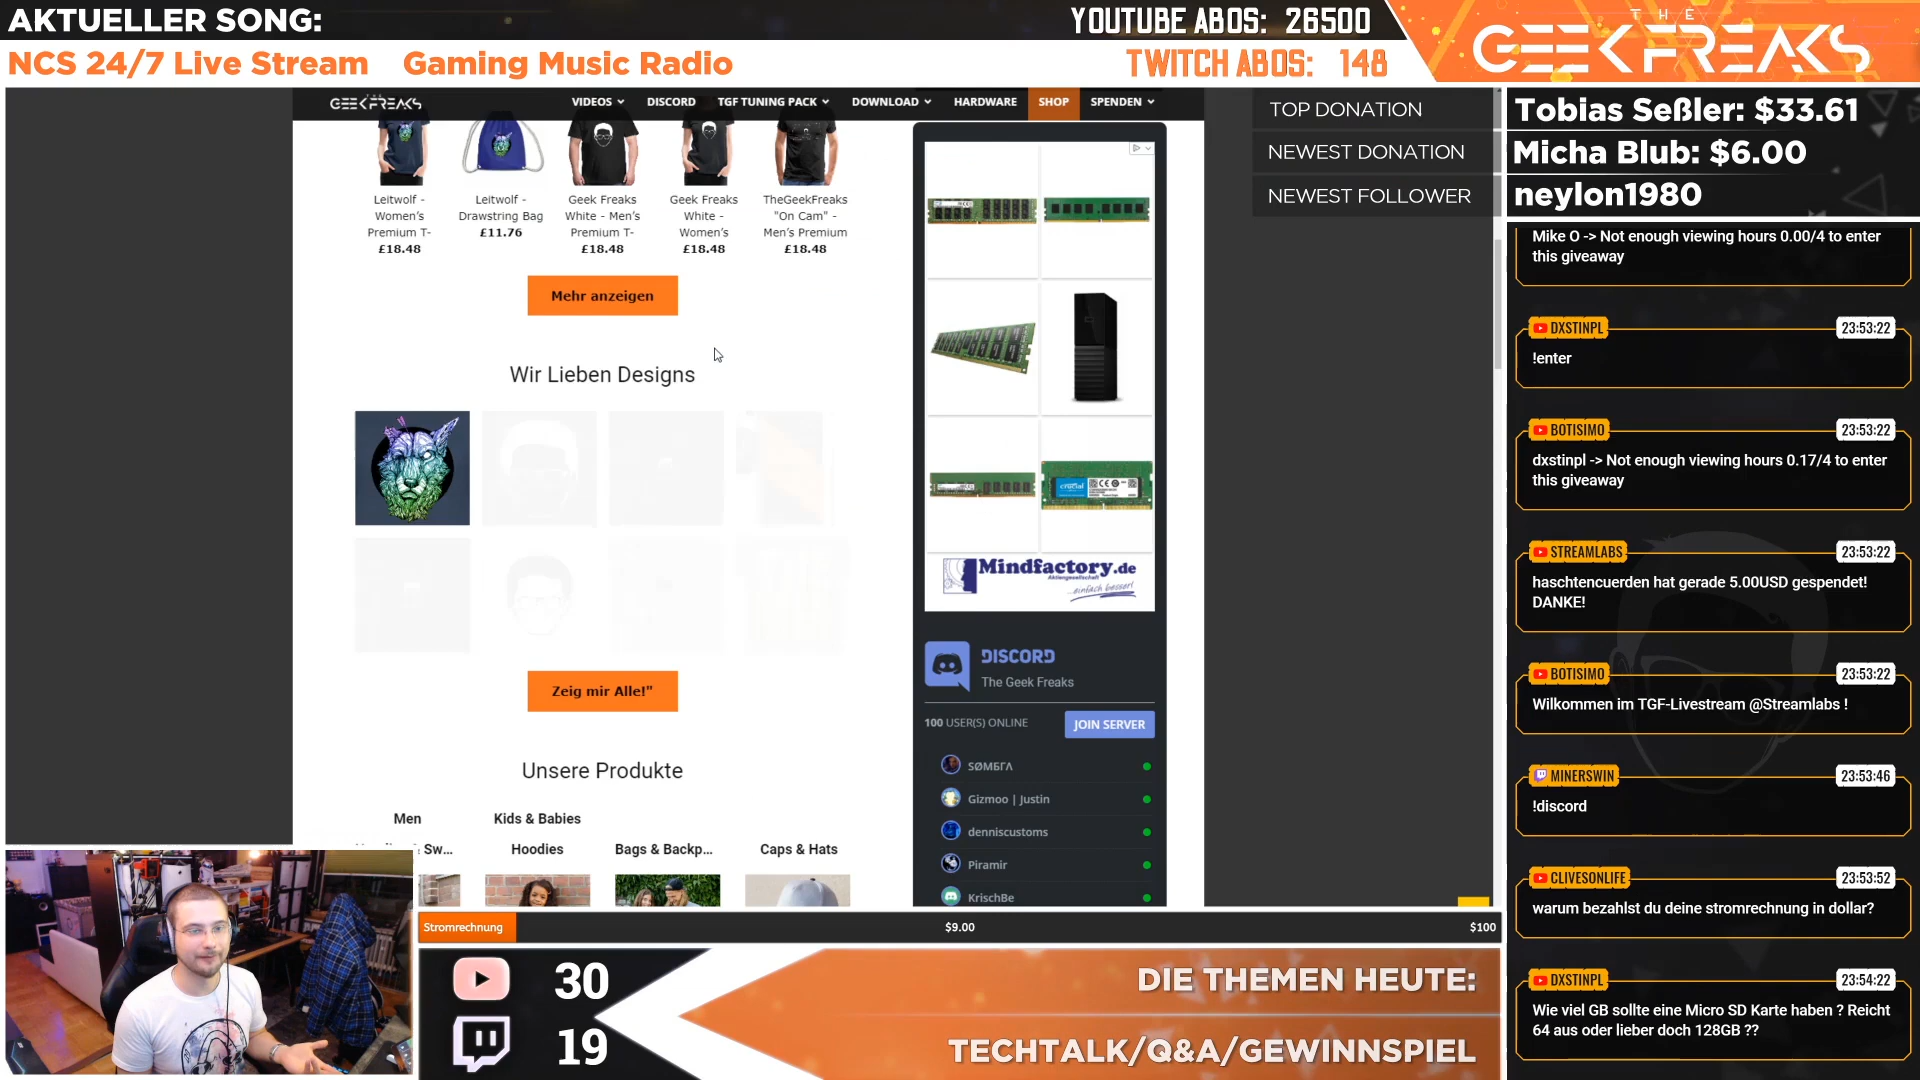 AKTUELLER SONG:
NCS 24/7 Live Stream Gaming Music Radio
YOUTUBE ABOS: 26500
TWITCH ABOS: 148
THE
GEEKFREAKS
GEEKFREAKS
VIDEOS
DISCORD
TGF TUNING PACK
DOWNLOAD
HARDWARE
SHOP
SPENDEN
TOP DONATION
NEWEST DONATION
NEWEST FOLLOWER
Tobias Seßler: $33.61
Micha Blub: $6.00
neylon1980
Leitwolf -
Women's
Premium T-
£18.48
Leitwolf -
Drawstring Bag
£11.76
Geek Freaks
White - Men's
Premium T-
£18.48
Geek Freaks
White -
Women's
£18.48
TheGeekFreaks
"On Cam" -
Men's Premium
£18.48
Mehr anzeigen
Wir Lieben Designs
Zeig mir Alle!"
Unsere Produkte
Men
Kids & Babies
Sw...
Hoodies
Bags & Backp...
Caps & Hats
crucial
Mindfactory.de
Aktiengesellschaft
...einfach besser!
DISCORD
The Geek Freaks
100 USER(S) ONLINE
JOIN SERVER
SØMБГΛ
Gizmoo | Justin
denniscustoms
Piramir
KrischBe
Mike O -> Not enough viewing hours 0.00/4 to enter
this giveaway
DXSTINPL
23:53:22
!enter
BOTISIMO
23:53:22
dxstinpl -> Not enough viewing hours 0.17/4 to enter
this giveaway
STREAMLABS
23:53:22
haschtencuerden hat gerade 5.00USD gespendet!
DANKE!
BOTISIMO
23:53:22
Wilkommen im TGF-Livestream @Streamlabs !
MINERSWIN
23:53:46
!discord
CLIVESONLIFE
23:53:52
warum bezahlst du deine stromrechnung in dollar?
DXSTINPL
23:54:22
Wie viel GB sollte eine Micro SD Karte haben ? Reicht
64 aus oder lieber doch 128GB ??
Stromrechnung
$9.00
$100
30
19
DIE THEMEN HEUTE:
TECHTALK/Q&A/GEWINNSPIEL